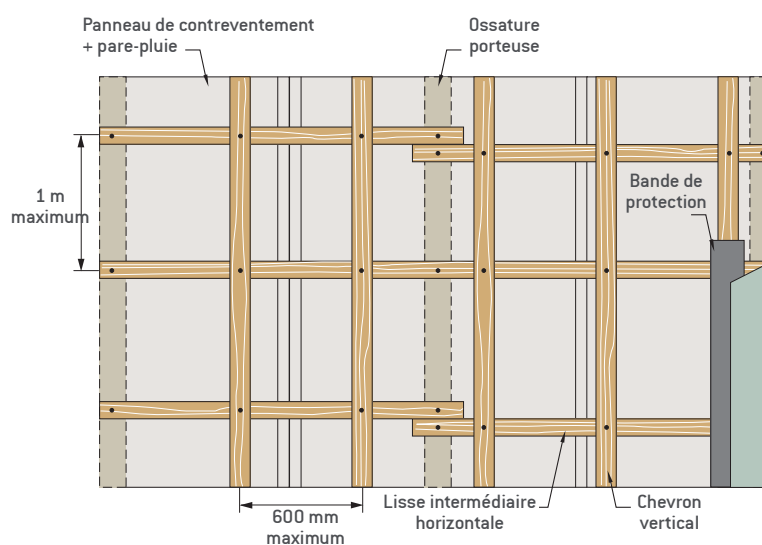 Panneau de contreventement
+ pare-pluie
Ossature
porteuse
1 m
maximum
Bande de
protection
600 mm
maximum
Lisse intermédiaire
horizontale
Chevron
vertical